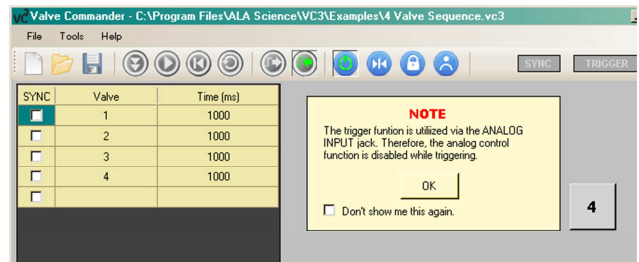 VC3 Valve Commander - C:\Program Files\ALA Science\VC3\Examples\4 Valve Sequence.vc3
File Tools Help
SYNC TRIGGER
SYNC Valve Time (ms)
1 1000
2 1000
3 1000
4 1000
NOTE
The trigger funtion is utilized via the ANALOG
INPUT jack. Therefore, the analog control
function is disabled while triggering.
OK
Don't show me this again.
4